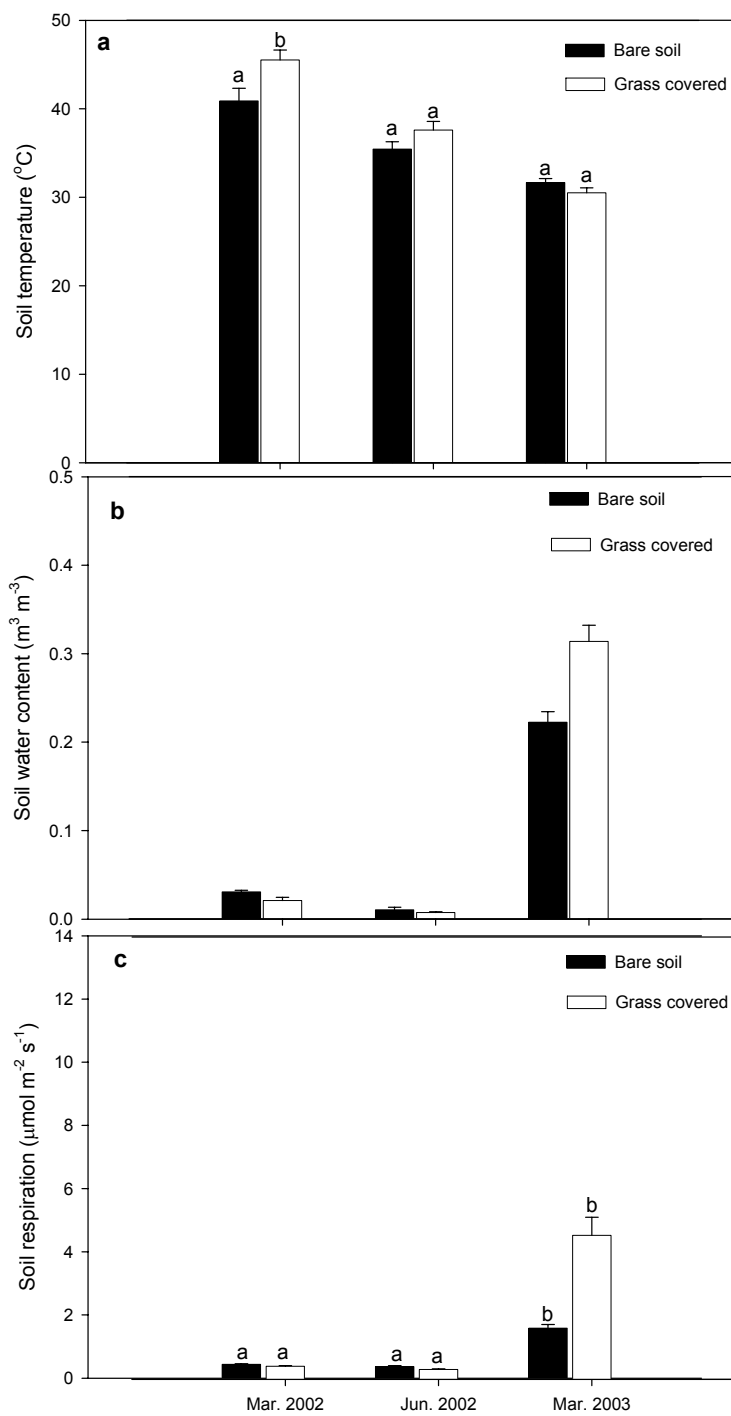 50
a
b
Bare soil
a
Grass covered
40
a
a
a
a
30
20
10
0
Soil temperature (°C)
0.5
b
Bare soil
Grass covered
0.4
0.3
0.2
0.1
0.0
Soil water content (m³ m⁻³)
14
c
Bare soil
12
Grass covered
10
8
6
b
4
2
b
a
a
a
a
0
Soil respiration (μmol m⁻² s⁻¹)
Mar. 2002
Jun. 2002
Mar. 2003